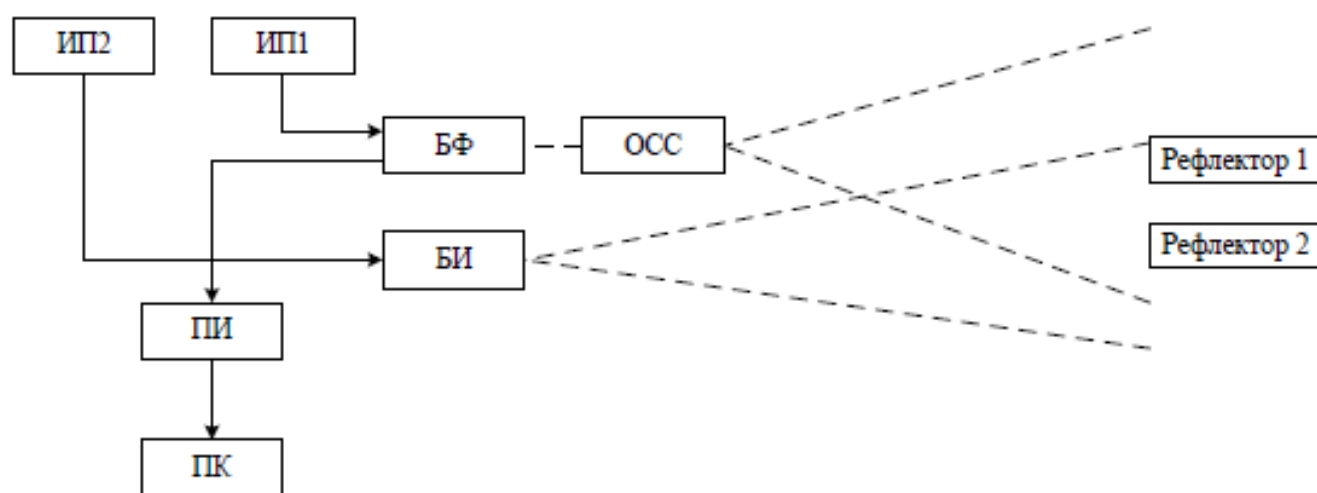 ИП2
ИП1
БФ
ОСС
Рефлектор 1
Рефлектор 2
БИ
ПИ
ПК